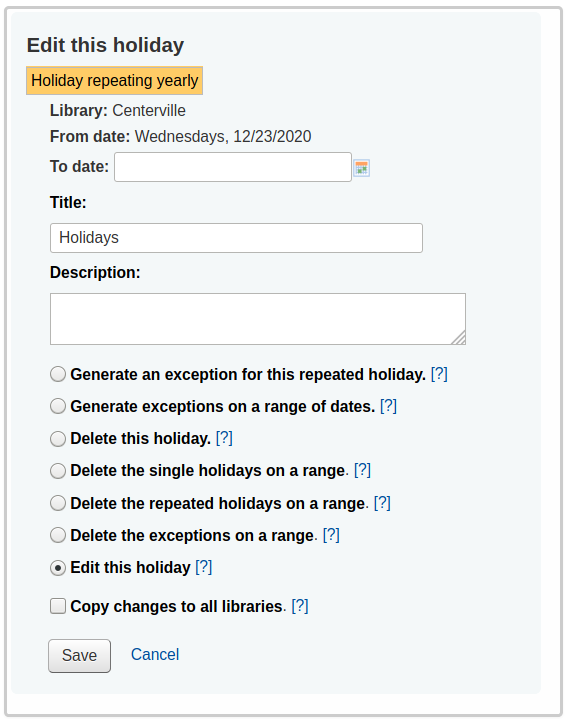 Edit this holiday
Holiday repeating yearly
Library: Centerville
From date: Wednesdays, 12/23/2020
To date:
Title:
Holidays
Description:
Generate an exception for this repeated holiday. [?]
Generate exceptions on a range of dates. [?]
Delete this holiday. [?]
Delete the single holidays on a range. [?]
Delete the repeated holidays on a range. [?]
Delete the exceptions on a range. [?]
Edit this holiday [?]
Copy changes to all libraries. [?]
Save Cancel